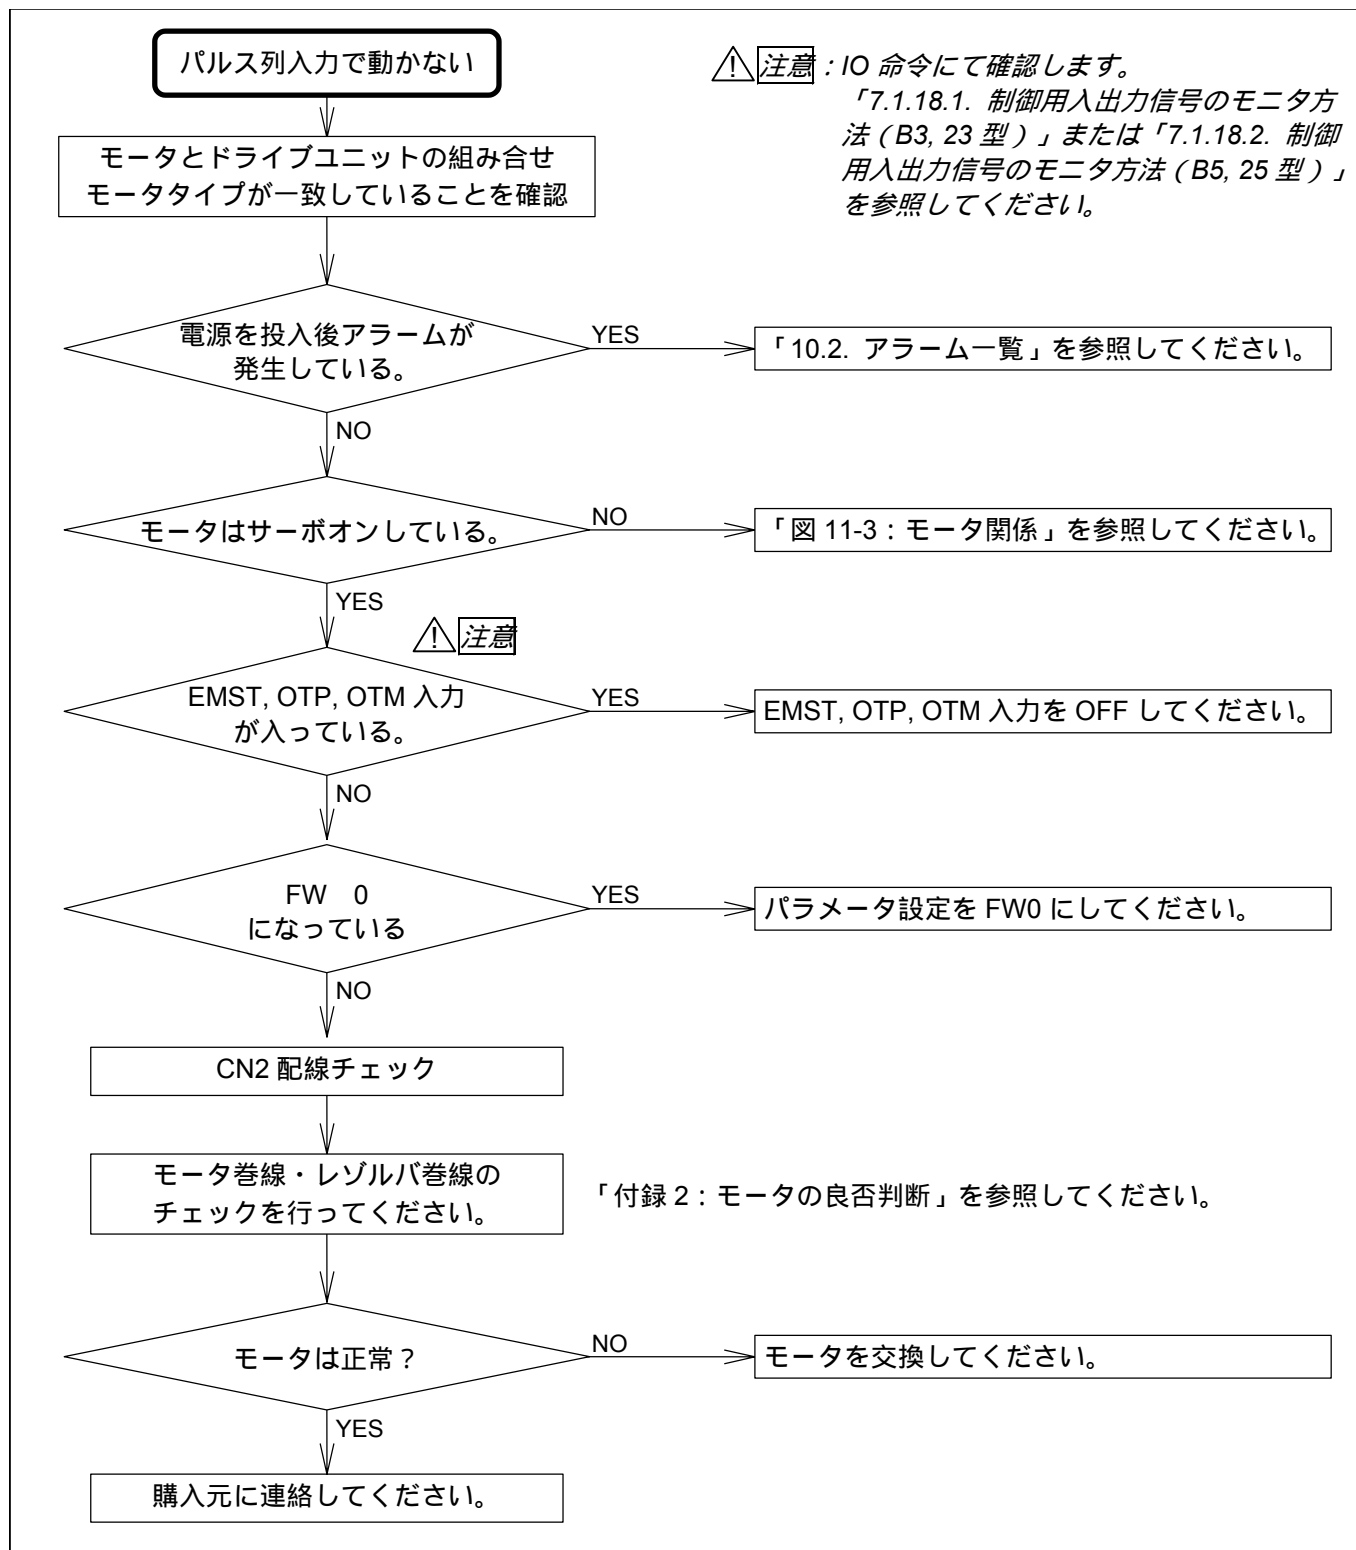 パルス列入力で動かない
注意：IO 命令にて確認します。
「7.1.18.1. 制御用入出力信号のモニタ方
法（B3, 23 型）」または「7.1.18.2. 制御
用入出力信号のモニタ方法（B5, 25 型）」
を参照してください。
モータとドライブユニットの組み合せ
モータタイプが一致していることを確認
電源を投入後アラームが
発生している。
YES
「10.2. アラーム一覧」を参照してください。
NO
モータはサーボオンしている。
NO
「図 11-3：モータ関係」を参照してください。
YES
注意
EMST, OTP, OTM 入力
が入っている。
YES
EMST, OTP, OTM 入力を OFF してください。
NO
FW　0
になっている
YES
パラメータ設定を FW0 にしてください。
NO
CN2 配線チェック
モータ巻線・レゾルバ巻線の
チェックを行ってください。
「付録 2：モータの良否判断」を参照してください。
モータは正常？
NO
モータを交換してください。
YES
購入元に連絡してください。